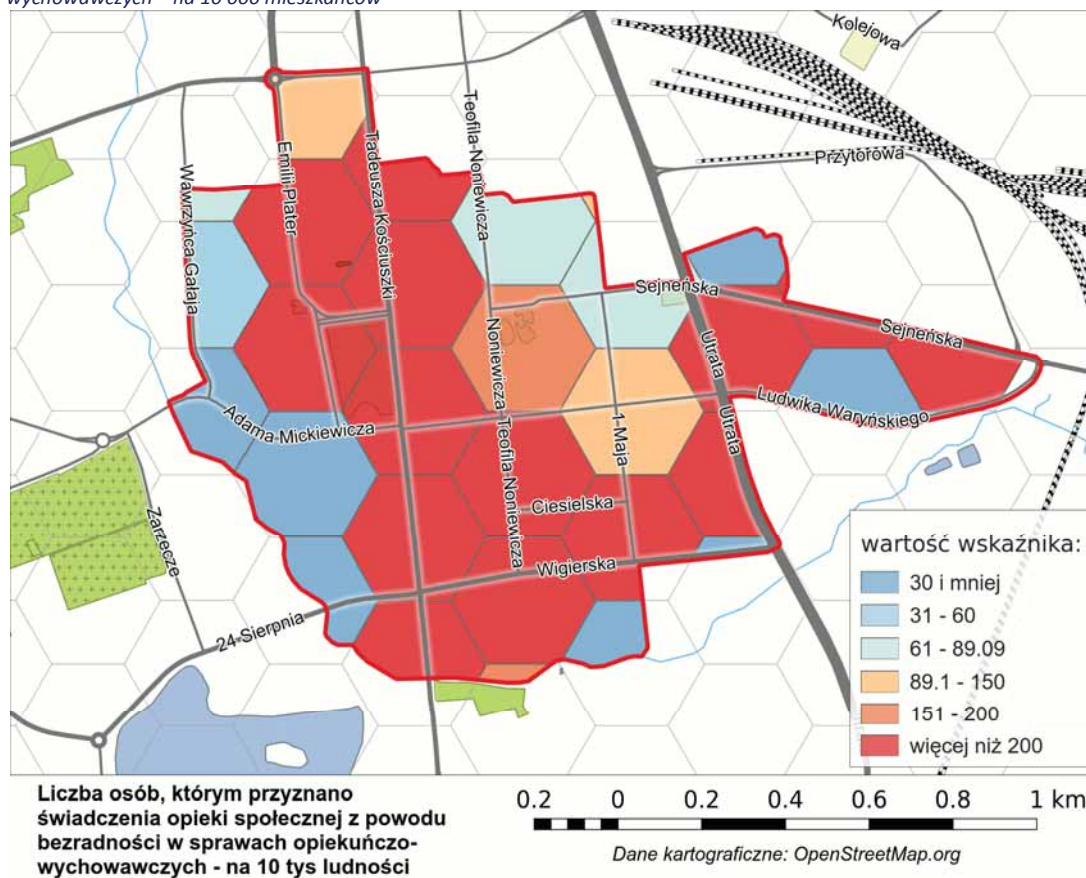 wychowawczych – na 10 000 mieszkańców
Kolejowa
Przytorowa
Teofila-Noniewicza
Tadeusza Kościuszki
Emilii Plater
Wawrzyńca Gałaja
Sejneńska
Sejneńska
Utrata
Utrata
Noniewicza
Teofila-Noniewicza
Ludwika Waryńskiego
Adama Mickiewicza
1-Maja
Ciesielska
Zarzecze
Wigierska
24 Sierpnia
wartość wskaźnika:
30 i mniej
31 - 60
61 - 89.09
89.1 - 150
151 - 200
więcej niż 200
Liczba osób, którym przyznano
świadczenia opieki społecznej z powodu
bezradności w sprawach opiekuńczo-
wychowawczych - na 10 tys ludności
0.2 0 0.2 0.4 0.6 0.8 1 km
Dane kartograficzne: OpenStreetMap.org